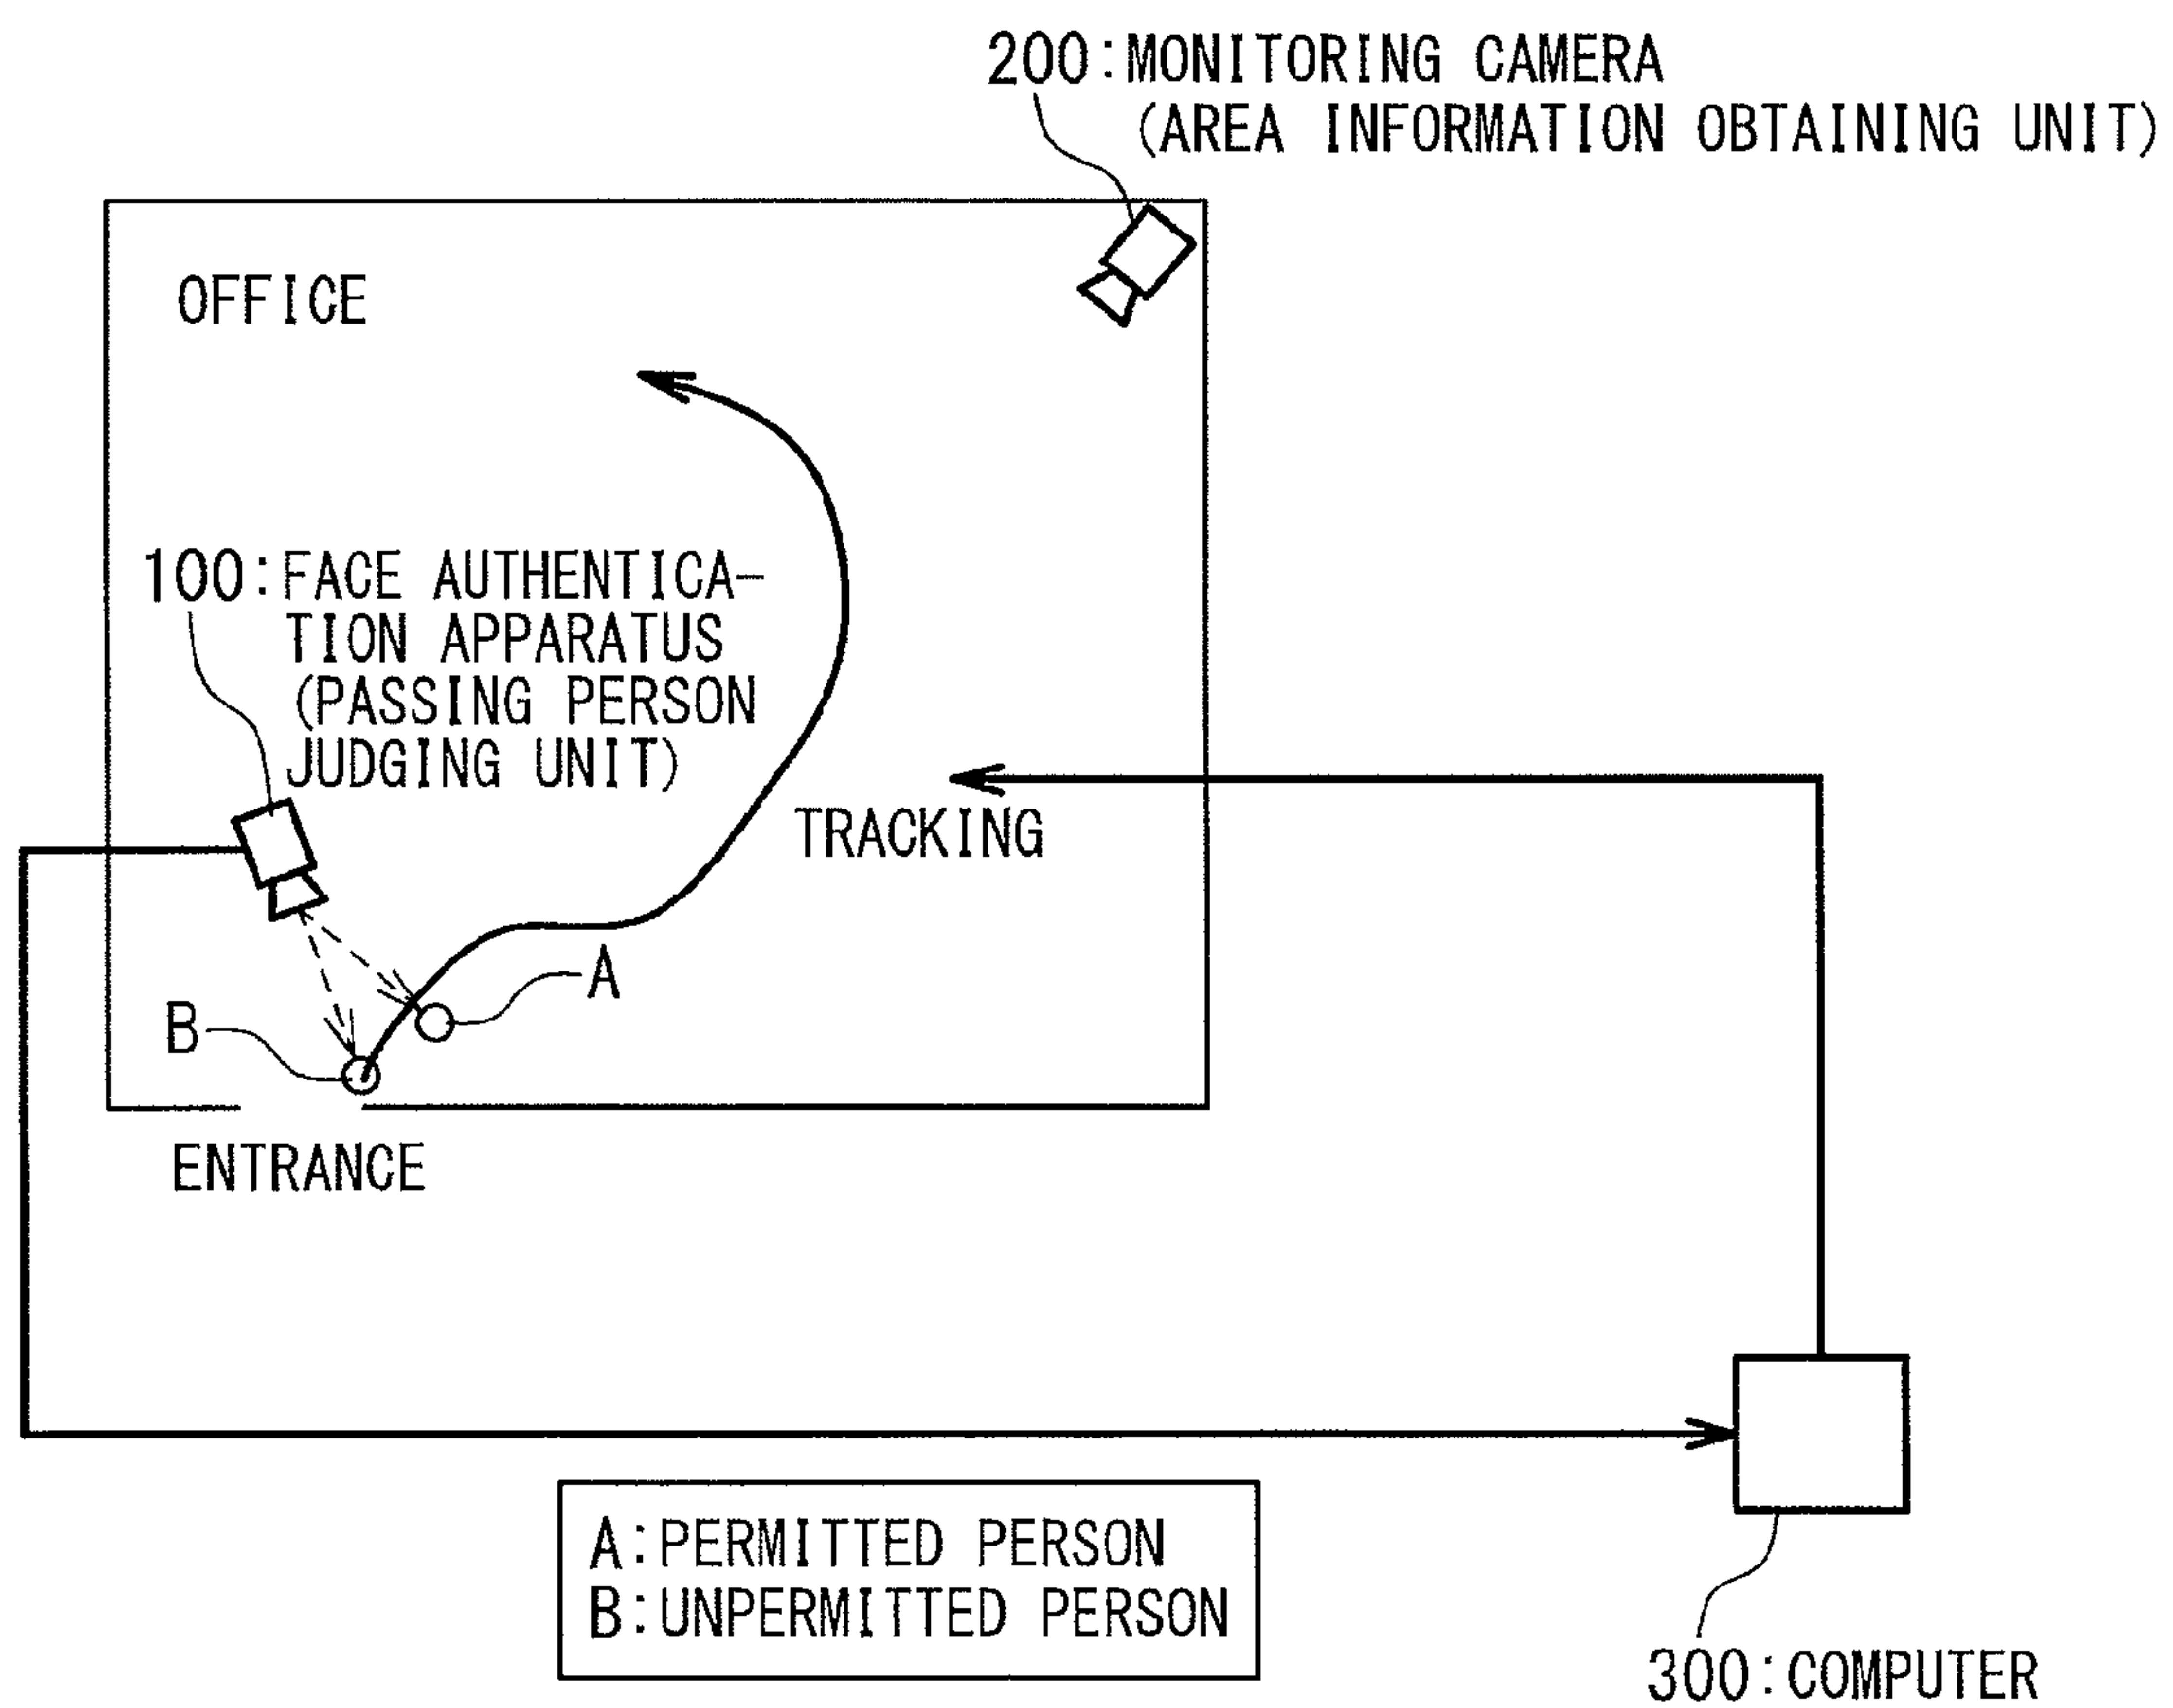 200:MONITORING CAMERA
(AREA INFORMATION OBTAINING UNIT)
OFFICE
100:FACE AUTHENTICA-
TION APPARATUS
(PASSING PERSON
JUDGING UNIT)
TRACKING
A
B
ENTRANCE
A:PERMITTED PERSON
B:UNPERMITTED PERSON
300:COMPUTER